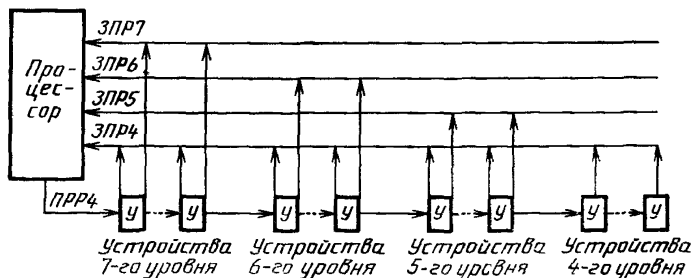 ЗПР7
ЗПР6
Про-
цес-
сор
ЗПР5
ЗПР4
ПРР4
У У У У У У У У
Устройства Устройства Устройства Устройства
7-го уровня 6-го уровня 5-го уровня 4-го уровня